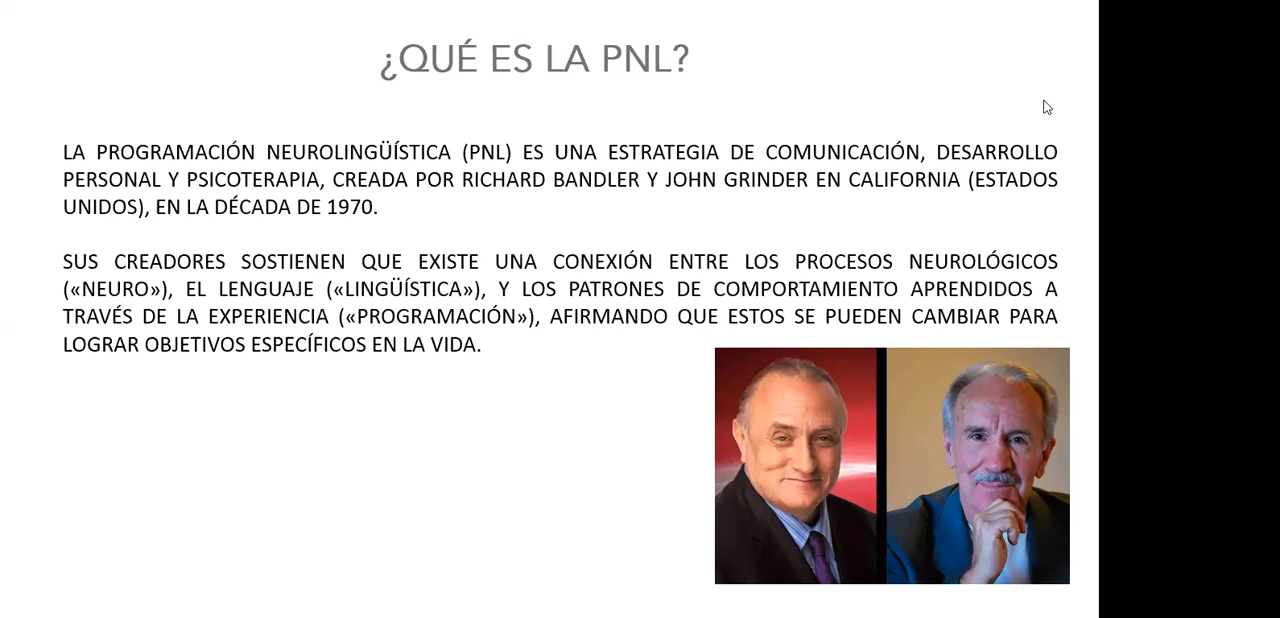 ¿QUÉ ES LA PNL?
LA PROGRAMACIÓN NEUROLINGÜÍSTICA (PNL) ES UNA ESTRATEGIA DE COMUNICACIÓN, DESARROLLO
PERSONAL Y PSICOTERAPIA, CREADA POR RICHARD BANDLER Y JOHN GRINDER EN CALIFORNIA (ESTADOS
UNIDOS), EN LA DÉCADA DE 1970.
SUS CREADORES SOSTIENEN QUE EXISTE UNA CONEXIÓN ENTRE LOS PROCESOS NEUROLÓGICOS
(«NEURO»), EL LENGUAJE («LINGÜÍSTICA»), Y LOS PATRONES DE COMPORTAMIENTO APRENDIDOS A
TRAVÉS DE LA EXPERIENCIA («PROGRAMACIÓN»), AFIRMANDO QUE ESTOS SE PUEDEN CAMBIAR PARA
LOGRAR OBJETIVOS ESPECÍFICOS EN LA VIDA.